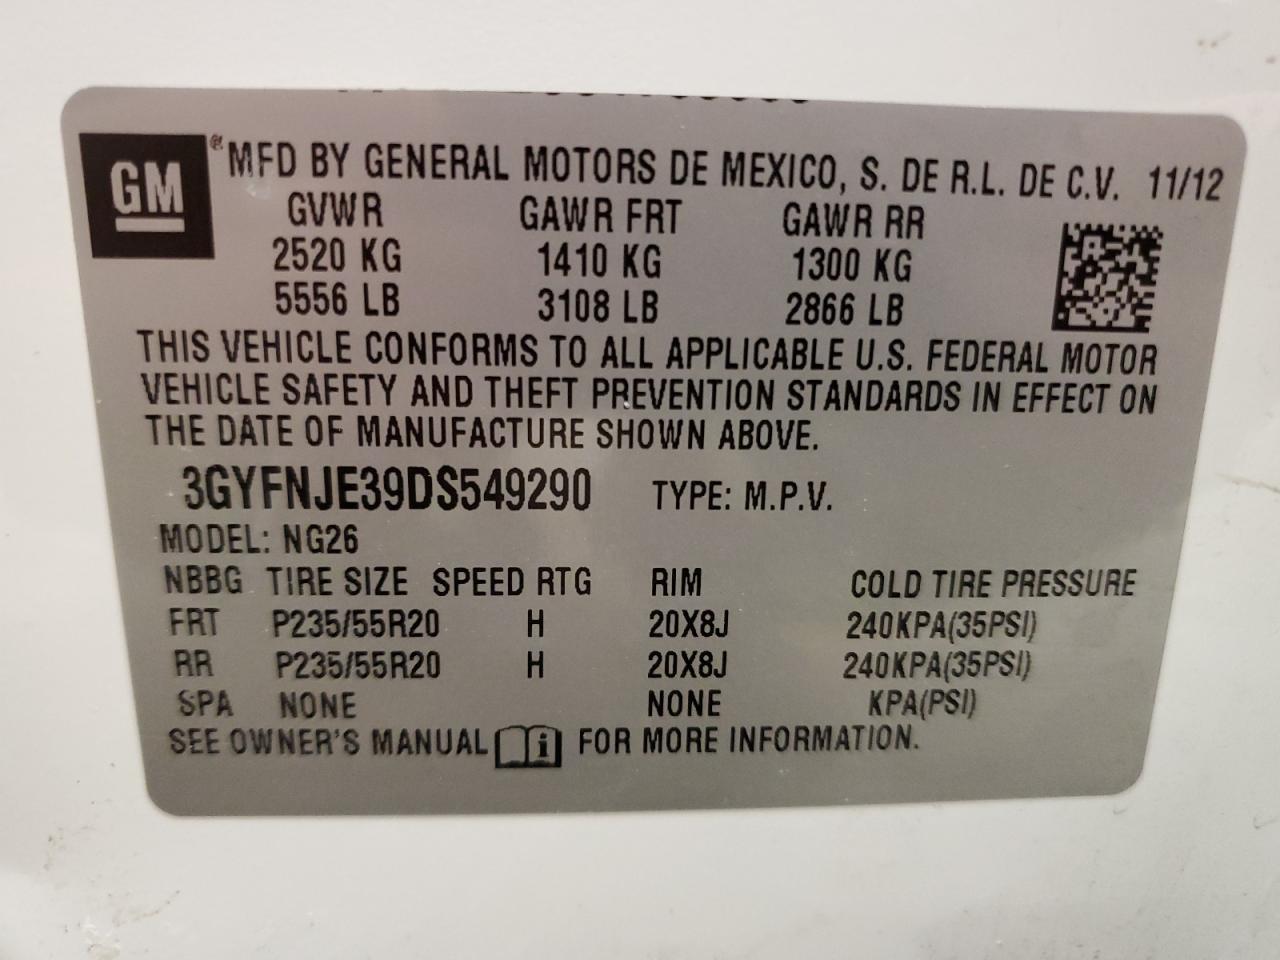 GM ® MFD BY GENERAL MOTORS DE MEXICO, S. DE R.L. DE C.V. 11/12
GVWR GAWR FRT GAWR RR
2520 KG 1410 KG 1300 KG
5556 LB 3108 LB 2866 LB
THIS VEHICLE CONFORMS TO ALL APPLICABLE U.S. FEDERAL MOTOR
VEHICLE SAFETY AND THEFT PREVENTION STANDARDS IN EFFECT ON
THE DATE OF MANUFACTURE SHOWN ABOVE.
3GYFNJE39DS549290 TYPE: M.P.V.
MODEL: NG26
NBBG TIRE SIZE SPEED RTG RIM COLD TIRE PRESSURE
FRT P235/55R20 H 20X8J 240KPA(35PSI)
RR P235/55R20 H 20X8J 240KPA(35PSI)
SPA NONE NONE KPA(PSI)
SEE OWNER'S MANUAL i FOR MORE INFORMATION.